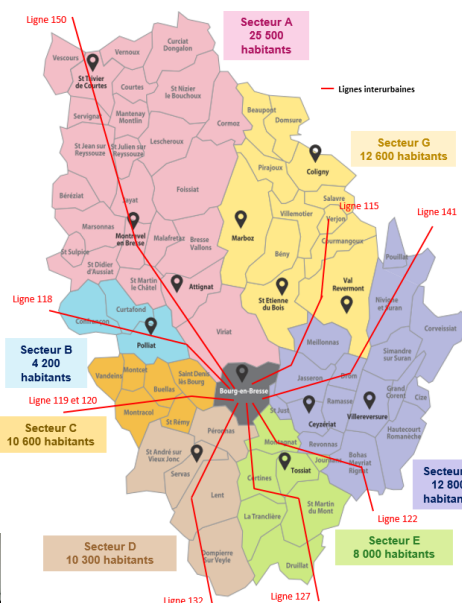 Ligne 150
Secteur A
25 500
habitants
Curciat
Dongalon
Vernoux
Vescours
St Trivier
de Courtes
Courtes
St Nizier
le Bouchoux
Servignat
Mantenay
Montlin
Cormoz
Beaupont
Domsure
Lignes interurbaines
St Jean sur
Reyssouze
St Julien sur
Reyssouze
Lescheroux
Pirajoux
Coligny
Secteur G
12 600 habitants
Foissiat
Salavre
Ligne 115
Ligne 141
Béréziat
Jayat
Villemotier
Verjon
Marsonnas
Montrevel
en Bresse
Malafretaz
Bresse
Vallons
Marboz
Courmangoux
St Sulpice
Bény
Pouillat
St Didier
d'Aussiat
St Martin
le Châtel
Attignat
St Etienne
du Bois
Val
Revermont
Nivigne
et Suran
Corveissiat
Ligne 118
Curtafond
Confrançon
Polliat
Viriat
Meillonnas
Simandre
sur Suran
Secteur B
4 200
habitants
Vandeins
Montcet
Saint Denis
lès Bourg
Bourg-en-Bresse
Jasseron
Drom
Grand
Corent
Cize
Buellas
Ramasse
Villereversure
Ligne 119 et 120
Montracol
St Rémy
St Just
Ceyzériat
Secteur C
10 600 habitants
Péronnas
Montagnat
Revonnas
Hautecourt
Romanèche
St André sur
Vieux Jonc
Tossiat
Journans
Bohas
Meyriat
Rignat
Servas
Certines
Secteur
12 800
habitan
Lent
St Martin
du Mont
La Tranclière
Ligne 122
Secteur D
10 300 habitants
Secteur E
8 000 habitants
Dompierre
Sur Veyle
Druillat
Ligne 132
Ligne 127